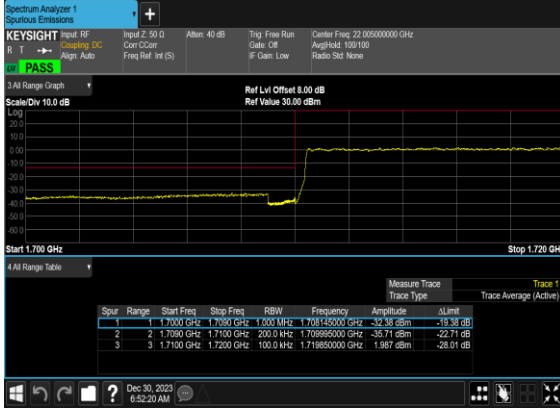 Spectrum Analyzer 1
Spurious Emissions
+
KEYSIGHT Input: RF Input Z: 50 Ω Atten: 40 dB Trig: Free Run Center Freq: 22.005000000 GHz
R T Coupling: DC Corr CCorr Gate: Off Avg|Hold: 100/100
Align: Auto Freq Ref: Int (S) IF Gain: Low Radio Std: None
PASS
3 All Range Graph Ref Lvl Offset 8.00 dB
Scale/Div 10.0 dB Ref Value 30.00 dBm
Log
20.0
10.0
0.00
-10.0
-20.0
-30.0
-40.0
-50.0
-60.0
Start 1.700 GHz Stop 1.720 GH
4 All Range Table
Measure Trace Trace 1
Trace Type Trace Average (Active)
Spur Range Start Freq Stop Freq RBW Frequency Amplitude ΔLimit
1 1 1.7000 GHz 1.7090 GHz 1.000 MHz 1.708145000 GHz -32.38 dBm -19.38 dB
2 2 1.7090 GHz 1.7100 GHz 200.0 kHz 1.709995000 GHz -35.71 dBm -22.71 dB
3 3 1.7100 GHz 1.7200 GHz 100.0 kHz 1.719850000 GHz 1.987 dBm -28.01 dB
? Dec 30, 2023
6:52:20 AM